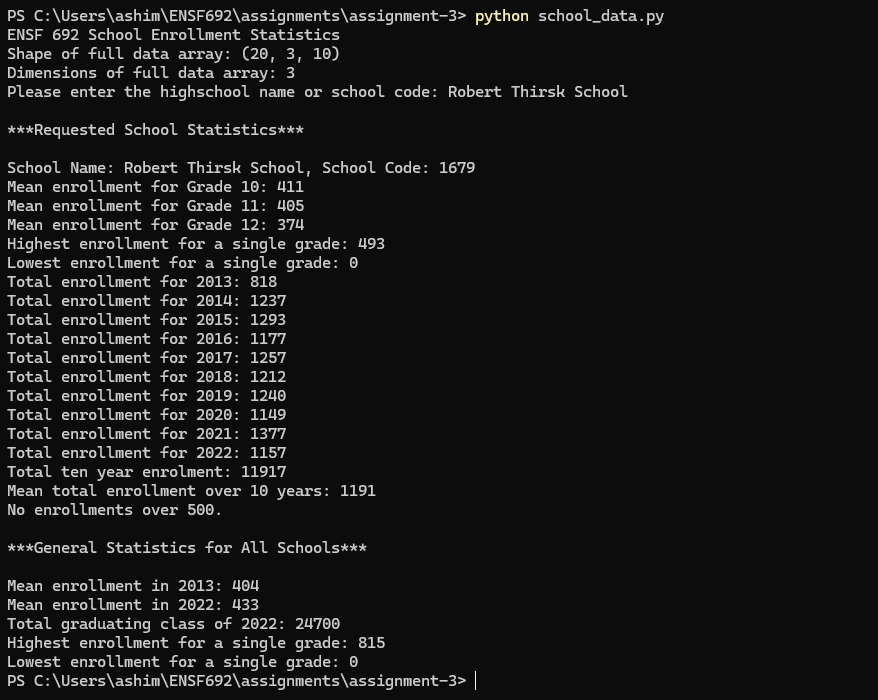 PS C:\Users\ashim\ENSF692\assignments\assignment-3> python school_data.py
ENSF 692 School Enrollment Statistics
Shape of full data array: (20, 3, 10)
Dimensions of full data array: 3
Please enter the highschool name or school code: Robert Thirsk School
***Requested School Statistics***
School Name: Robert Thirsk School, School Code: 1679
Mean enrollment for Grade 10: 411
Mean enrollment for Grade 11: 405
Mean enrollment for Grade 12: 374
Highest enrollment for a single grade: 493
Lowest enrollment for a single grade: 0
Total enrollment for 2013: 818
Total enrollment for 2014: 1237
Total enrollment for 2015: 1293
Total enrollment for 2016: 1177
Total enrollment for 2017: 1257
Total enrollment for 2018: 1212
Total enrollment for 2019: 1240
Total enrollment for 2020: 1149
Total enrollment for 2021: 1377
Total enrollment for 2022: 1157
Total ten year enrolment: 11917
Mean total enrollment over 10 years: 1191
No enrollments over 500.
***General Statistics for All Schools***
Mean enrollment in 2013: 404
Mean enrollment in 2022: 433
Total graduating class of 2022: 24700
Highest enrollment for a single grade: 815
Lowest enrollment for a single grade: 0
PS C:\Users\ashim\ENSF692\assignments\assignment-3>